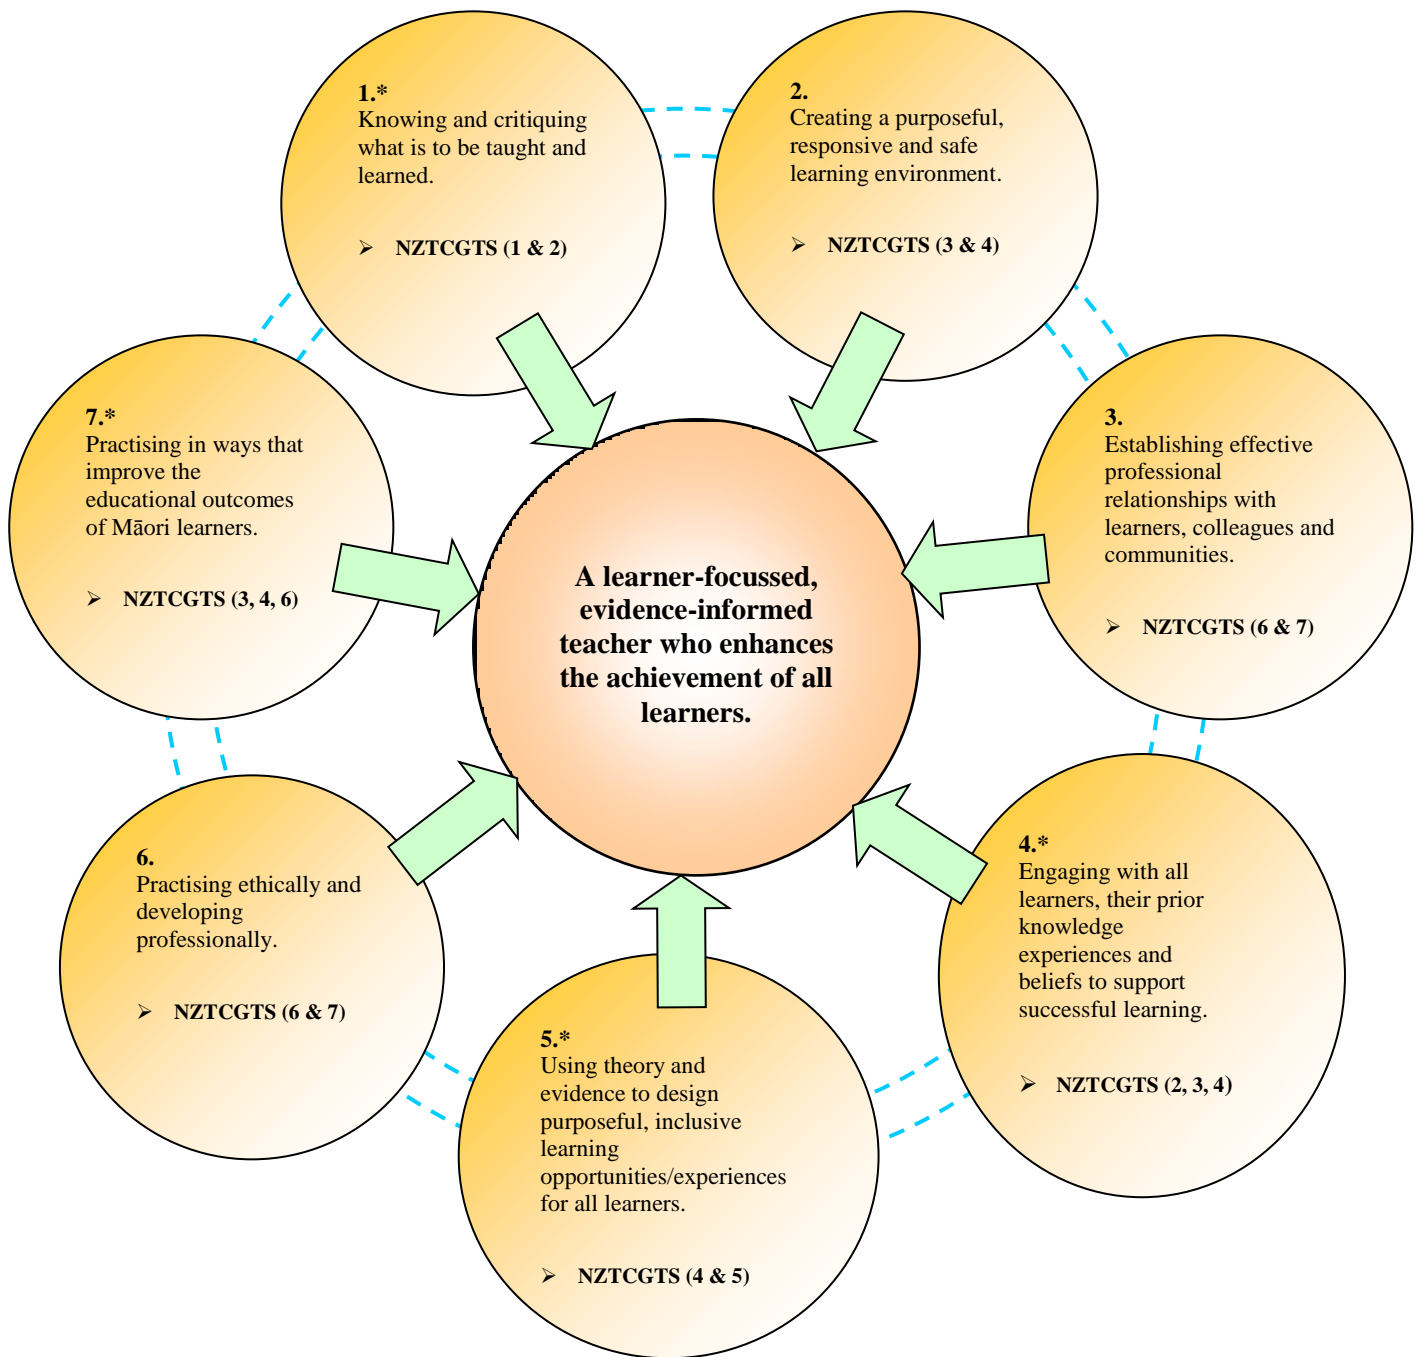 1.*
Knowing and critiquing
what is to be taught and
learned.
➢ NZTCGTS (1 & 2)
2.
Creating a purposeful,
responsive and safe
learning environment.
➢ NZTCGTS (3 & 4)
7.*
Practising in ways that
improve the
educational outcomes
of Māori learners.
➢ NZTCGTS (3, 4, 6)
3.
Establishing effective
professional
relationships with
learners, colleagues and
communities.
➢ NZTCGTS (6 & 7)
A learner-focussed,
evidence-informed
teacher who enhances
the achievement of all
learners.
6.
Practising ethically and
developing
professionally.
➢ NZTCGTS (6 & 7)
4.*
Engaging with all
learners, their prior
knowledge
experiences and
beliefs to support
successful learning.
➢ NZTCGTS (2, 3, 4)
5.*
Using theory and
evidence to design
purposeful, inclusive
learning
opportunities/experiences
for all learners.
➢ NZTCGTS (4 & 5)